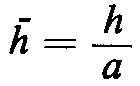 h̄ = h/a